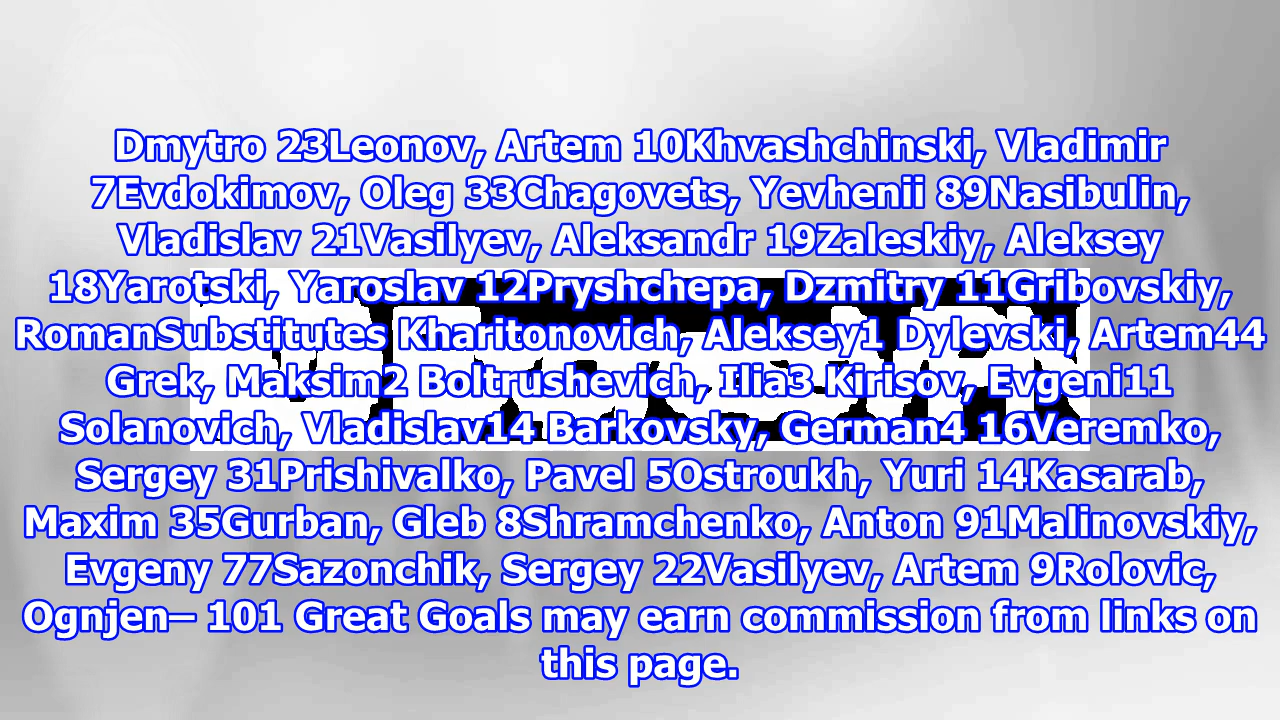 Dmytro 23Leonov, Artem 10Khvashchinski, Vladimir
7Evdokimov, Oleg 33Chagovets, Yevhenii 89Nasibulin,
Vladislav 21Vasilyev, Aleksandr 19Zaleskiy, Aleksey
18Yarotski, Yaroslav 12Pryshchepa, Dzmitry 11Gribovskiy,
RomanSubstitutes Kharitonovich, Aleksey1 Dylevski, Artem44
Grek, Maksim2 Boltrushevich, Ilia3 Kirisov, Evgeni11
Solanovich, Vladislav14 Barkovsky, German4 16Veremko,
Sergey 31Prishivalko, Pavel 5Ostroukh, Yuri 14Kasarab,
Maxim 35Gurban, Gleb 8Shramchenko, Anton 91Malinovskiy,
Evgeny 77Sazonchik, Sergey 22Vasilyev, Artem 9Rolovic,
Ognjen— 101 Great Goals may earn commission from links on
this page.